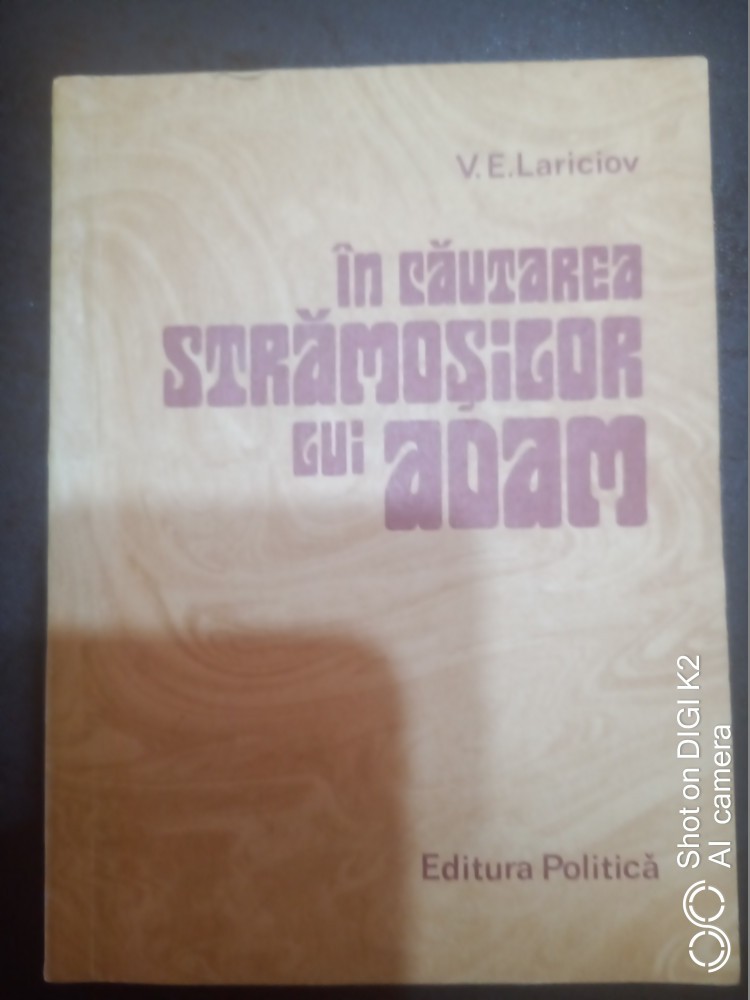 V.E.Lariciov
În căutarea
strămoșilor
lui Adam
Editura Politică
Shot on DIGI K2
AI camera